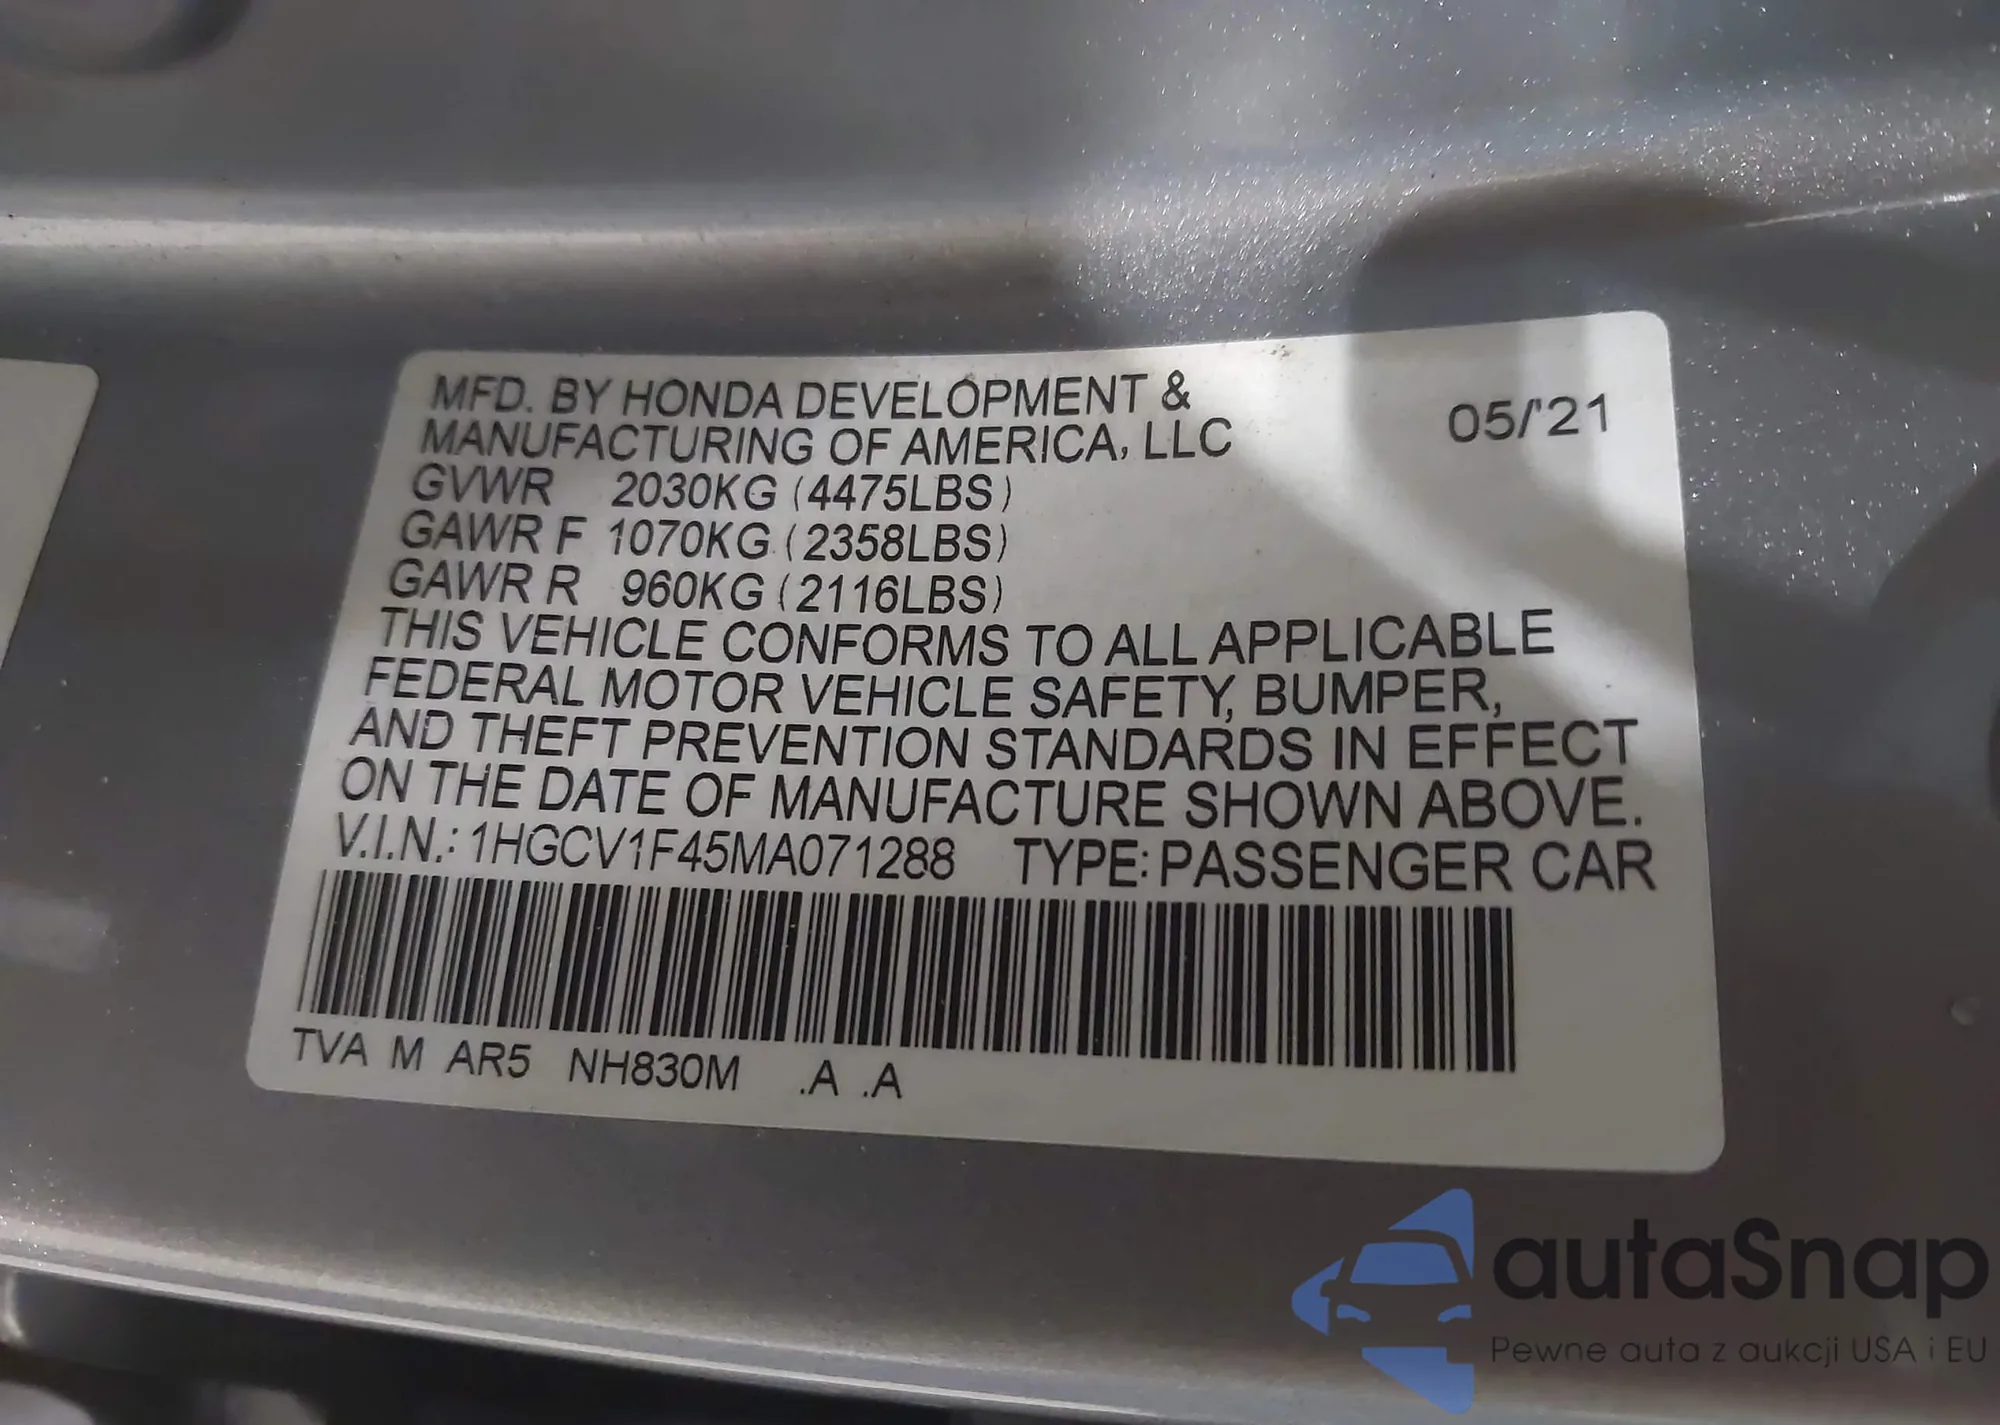 MFD. BY HONDA DEVELOPMENT &
MANUFACTURING OF AMERICA, LLC
05/'21
GVWR 2030KG (4475LBS)
GAWR F 1070KG (2358LBS)
GAWR R 960KG (2116LBS)
THIS VEHICLE CONFORMS TO ALL APPLICABLE
FEDERAL MOTOR VEHICLE SAFETY, BUMPER,
AND THEFT PREVENTION STANDARDS IN EFFECT
ON THE DATE OF MANUFACTURE SHOWN ABOVE.
V.I.N.: 1HGCV1F45MA071288 TYPE: PASSENGER CAR
TVA M AR5 NH830M .A .A
autaSnap
Pewne auta z aukcji USA i EU